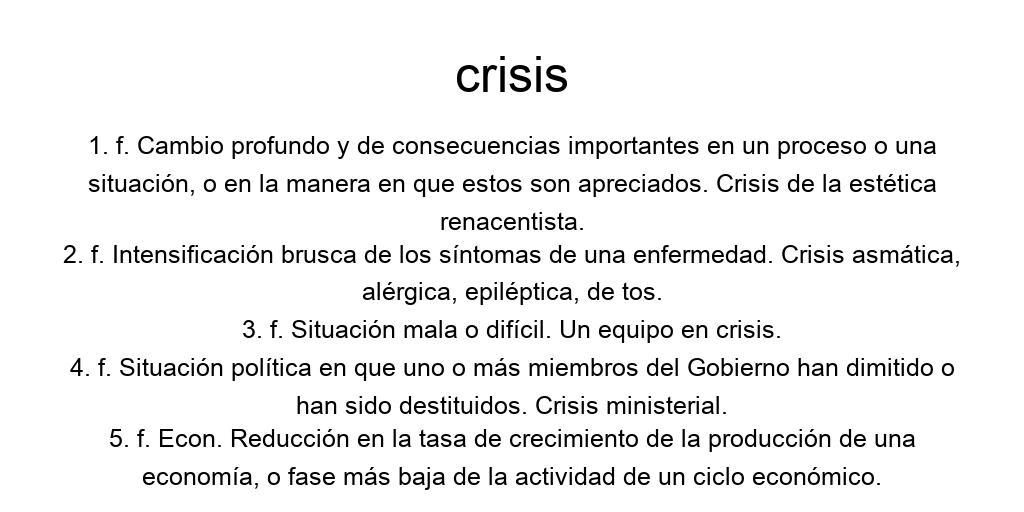 crisis
1. f. Cambio profundo y de consecuencias importantes en un proceso o una
situación, o en la manera en que estos son apreciados. Crisis de la estética
renacentista.
2. f. Intensificación brusca de los síntomas de una enfermedad. Crisis asmática,
alérgica, epiléptica, de tos.
3. f. Situación mala o difícil. Un equipo en crisis.
4. f. Situación política en que uno o más miembros del Gobierno han dimitido o
han sido destituidos. Crisis ministerial.
5. f. Econ. Reducción en la tasa de crecimiento de la producción de una
economía, o fase más baja de la actividad de un ciclo económico.